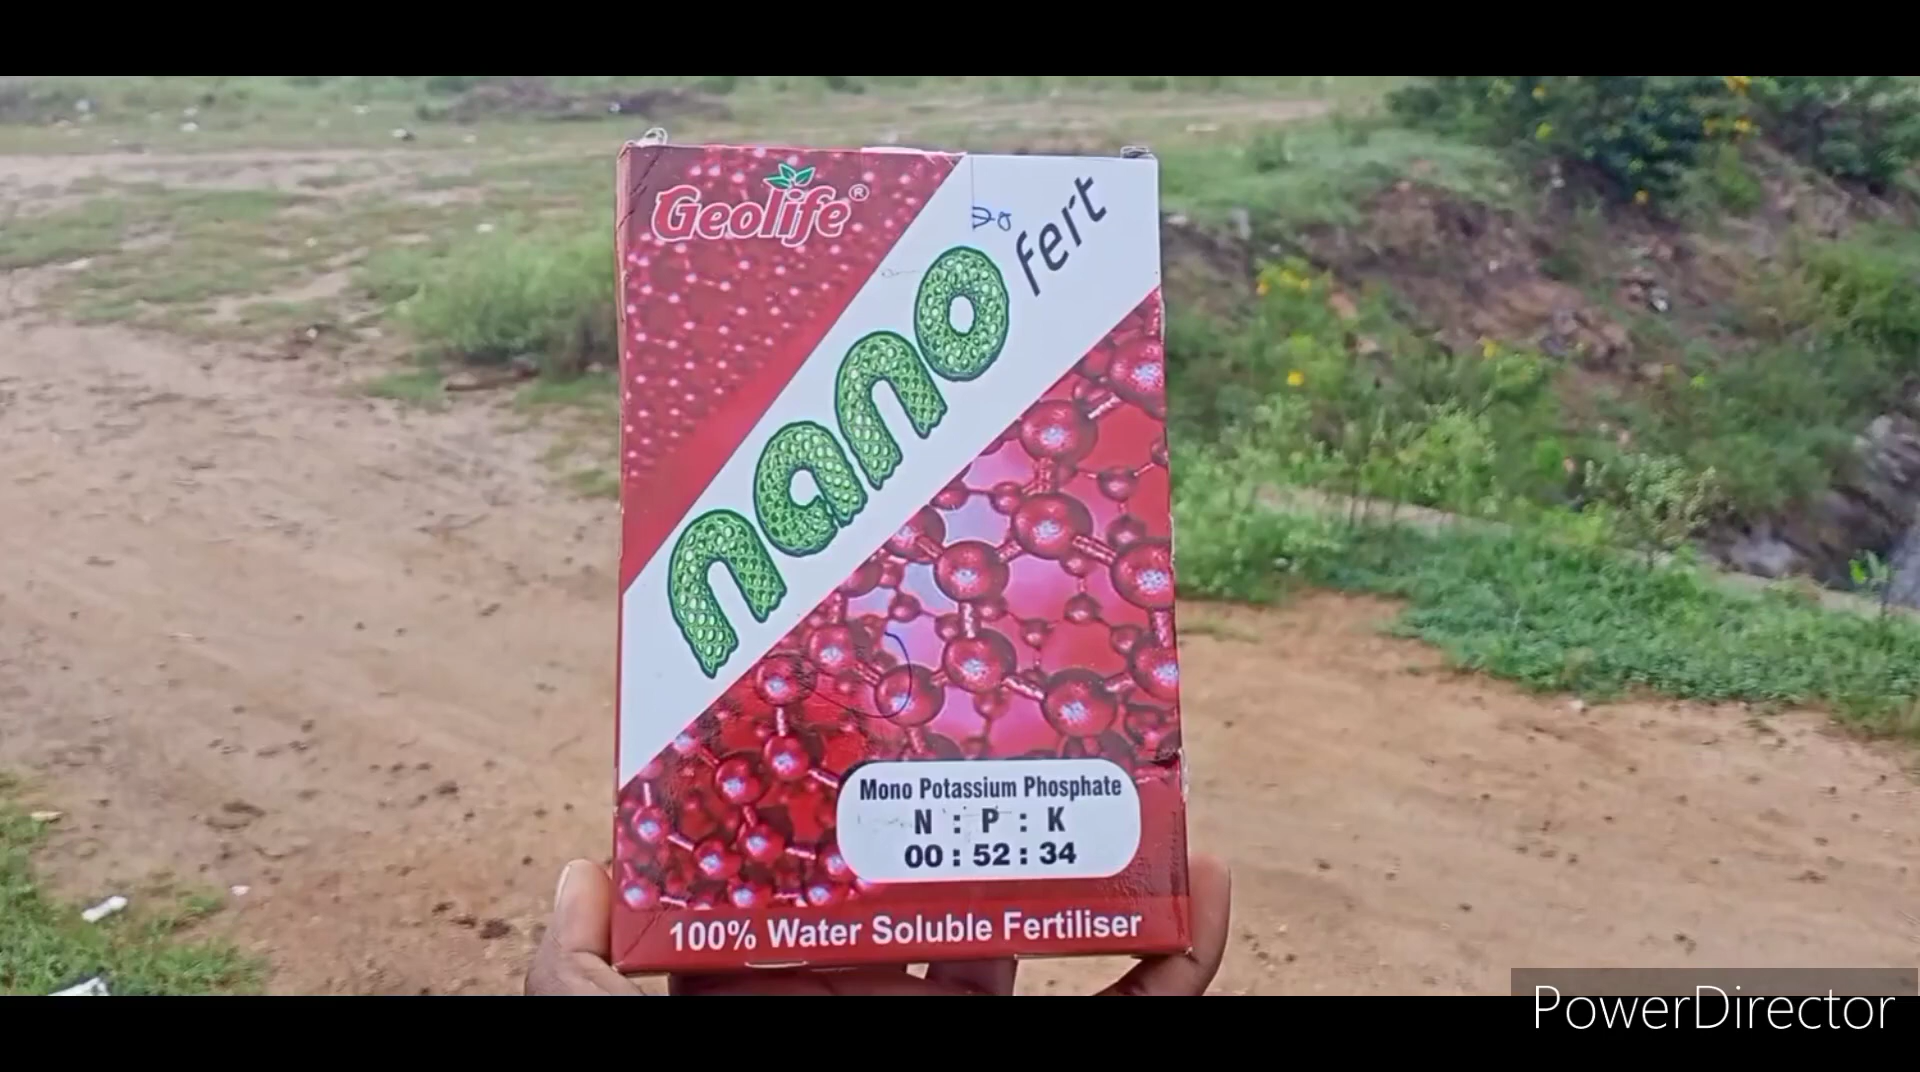 Geolife®
nano fert
Mono Potassium Phosphate
N : P : K
00 : 52 : 34
100% Water Soluble Fertiliser
PowerDirector